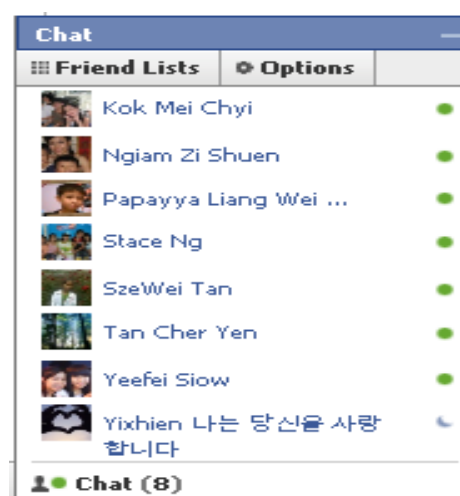 Chat
Friend Lists Options
Kok Mei Chyi
Ngiam Zi Shuen
Papayya Liang Wei ...
Stace Ng
SzeWei Tan
Tan Cher Yen
Yeefei Siow
Yixhien 나는 당신을 사랑
합니다
Chat (8)